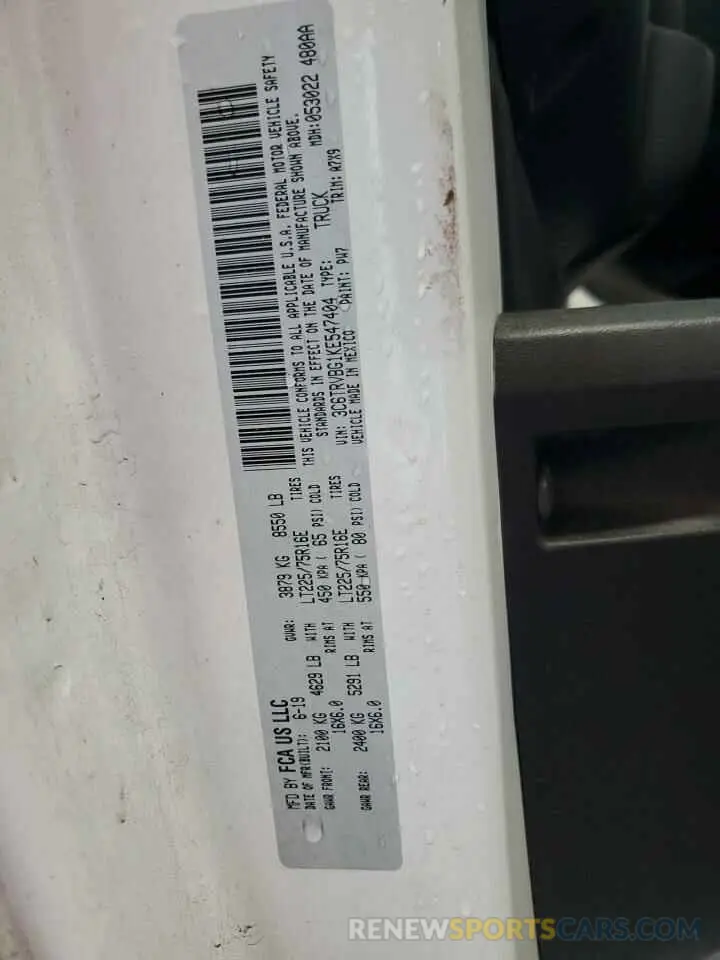 MFD BY FCA US LLC
DATE OF MFR(BUILT): 6-19
GVWR: 3879 KG 8550 LB
GAWR FRONT: 2100 KG 4629 LB WITH LT225/75R16E TIRES
16X6.0 RIMS AT 450 KPA ( 65 PSI) COLD
GAWR REAR: 2400 KG 5291 LB WITH LT225/75R16E TIRES
16X6.0 RIMS AT 550 KPA ( 80 PSI) COLD
THIS VEHICLE CONFORMS TO ALL APPLICABLE U.S.A. FEDERAL MOTOR VEHICLE SAFETY
STANDARDS IN EFFECT ON THE DATE OF MANUFACTURE SHOWN ABOVE.
MDH:053022 480AA
VIN: 3C6TRVBG1KE547404 TYPE: TRUCK
VEHICLE MADE IN MEXICO PAINT: PW7 TRIM: A7X9
RENEWSPORTSCARS.COM